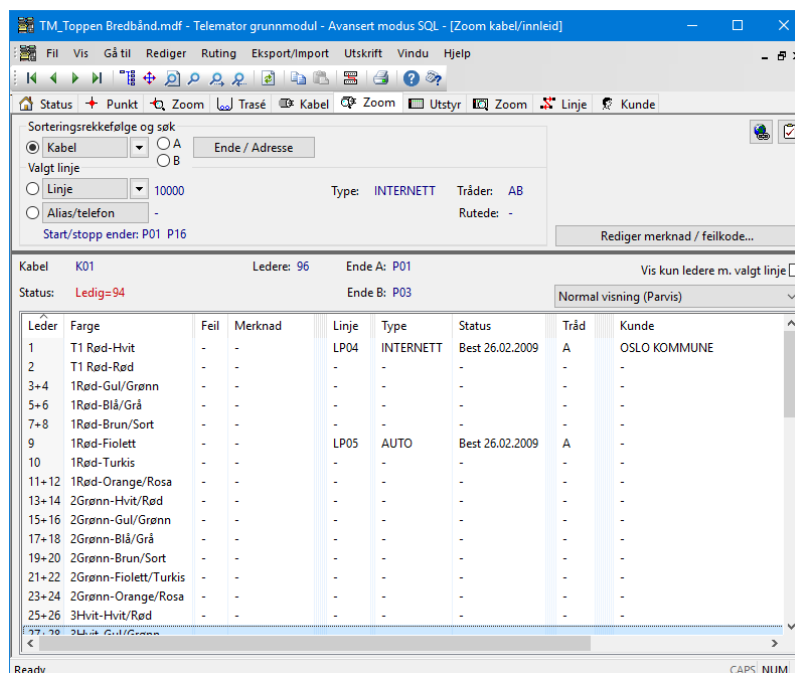 TM_Toppen Bredbånd.mdf - Telemator grunnmodul - Avansert modus SQL - [Zoom kabel/innleid]
Fil Vis Gå til Rediger Ruting Eksport/Import Utskrift Vindu Hjelp
Status Punkt Zoom Trasé Kabel Zoom Utstyr Zoom Linje Kunde
Sorteringsrekkefølge og søk
Kabel A B Ende / Adresse
Valgt linje
Linje 10000 Type: INTERNETT Tråder: AB
Alias/telefon - Rutede: -
Start/stopp ender: P01 P16 Rediger merknad / feilkode...
Kabel K01 Ledere: 96 Ende A: P01 Vis kun ledere m. valgt linje
Status: Ledig=94 Ende B: P03 Normal visning (Parvis)
Leder Farge Feil Merknad Linje Type Status Tråd Kunde
1 T1 Rød-Hvit - - LP04 INTERNETT Best 26.02.2009 A OSLO KOMMUNE
2 T1 Rød-Rød - - - - - - -
3+4 1Rød-Gul/Grønn - - - - - - -
5+6 1Rød-Blå/Grå - - - - - - -
7+8 1Rød-Brun/Sort - - - - - - -
9 1Rød-Fiolett - - LP05 AUTO Best 26.02.2009 A -
10 1Rød-Turkis - - - - - - -
11+12 1Rød-Orange/Rosa - - - - - - -
13+14 2Grønn-Hvit/Rød - - - - - - -
15+16 2Grønn-Gul/Grønn - - - - - - -
17+18 2Grønn-Blå/Grå - - - - - - -
19+20 2Grønn-Brun/Sort - - - - - - -
21+22 2Grønn-Fiolett/Turkis - - - - - - -
23+24 2Grønn-Orange/Rosa - - - - - - -
25+26 3Hvit-Hvit/Rød - - - - - - -
27+28 3Hvit-Gul/Grønn - - - - - - -
Ready CAPS NUM